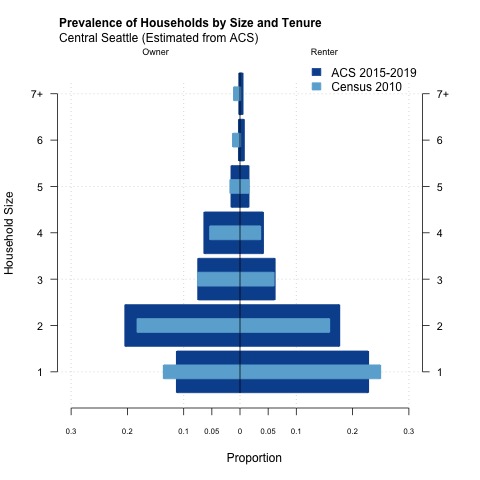 Prevalence of Households by Size and Tenure
Central Seattle (Estimated from ACS)
Owner Renter
ACS 2015-2019
Census 2010
7+ 7+
6 6
5 5
4 4
3 3
2 2
1 1
Household Size
0.3 0.2 0.1 0.05 0 0.05 0.1 0.2 0.3
Proportion